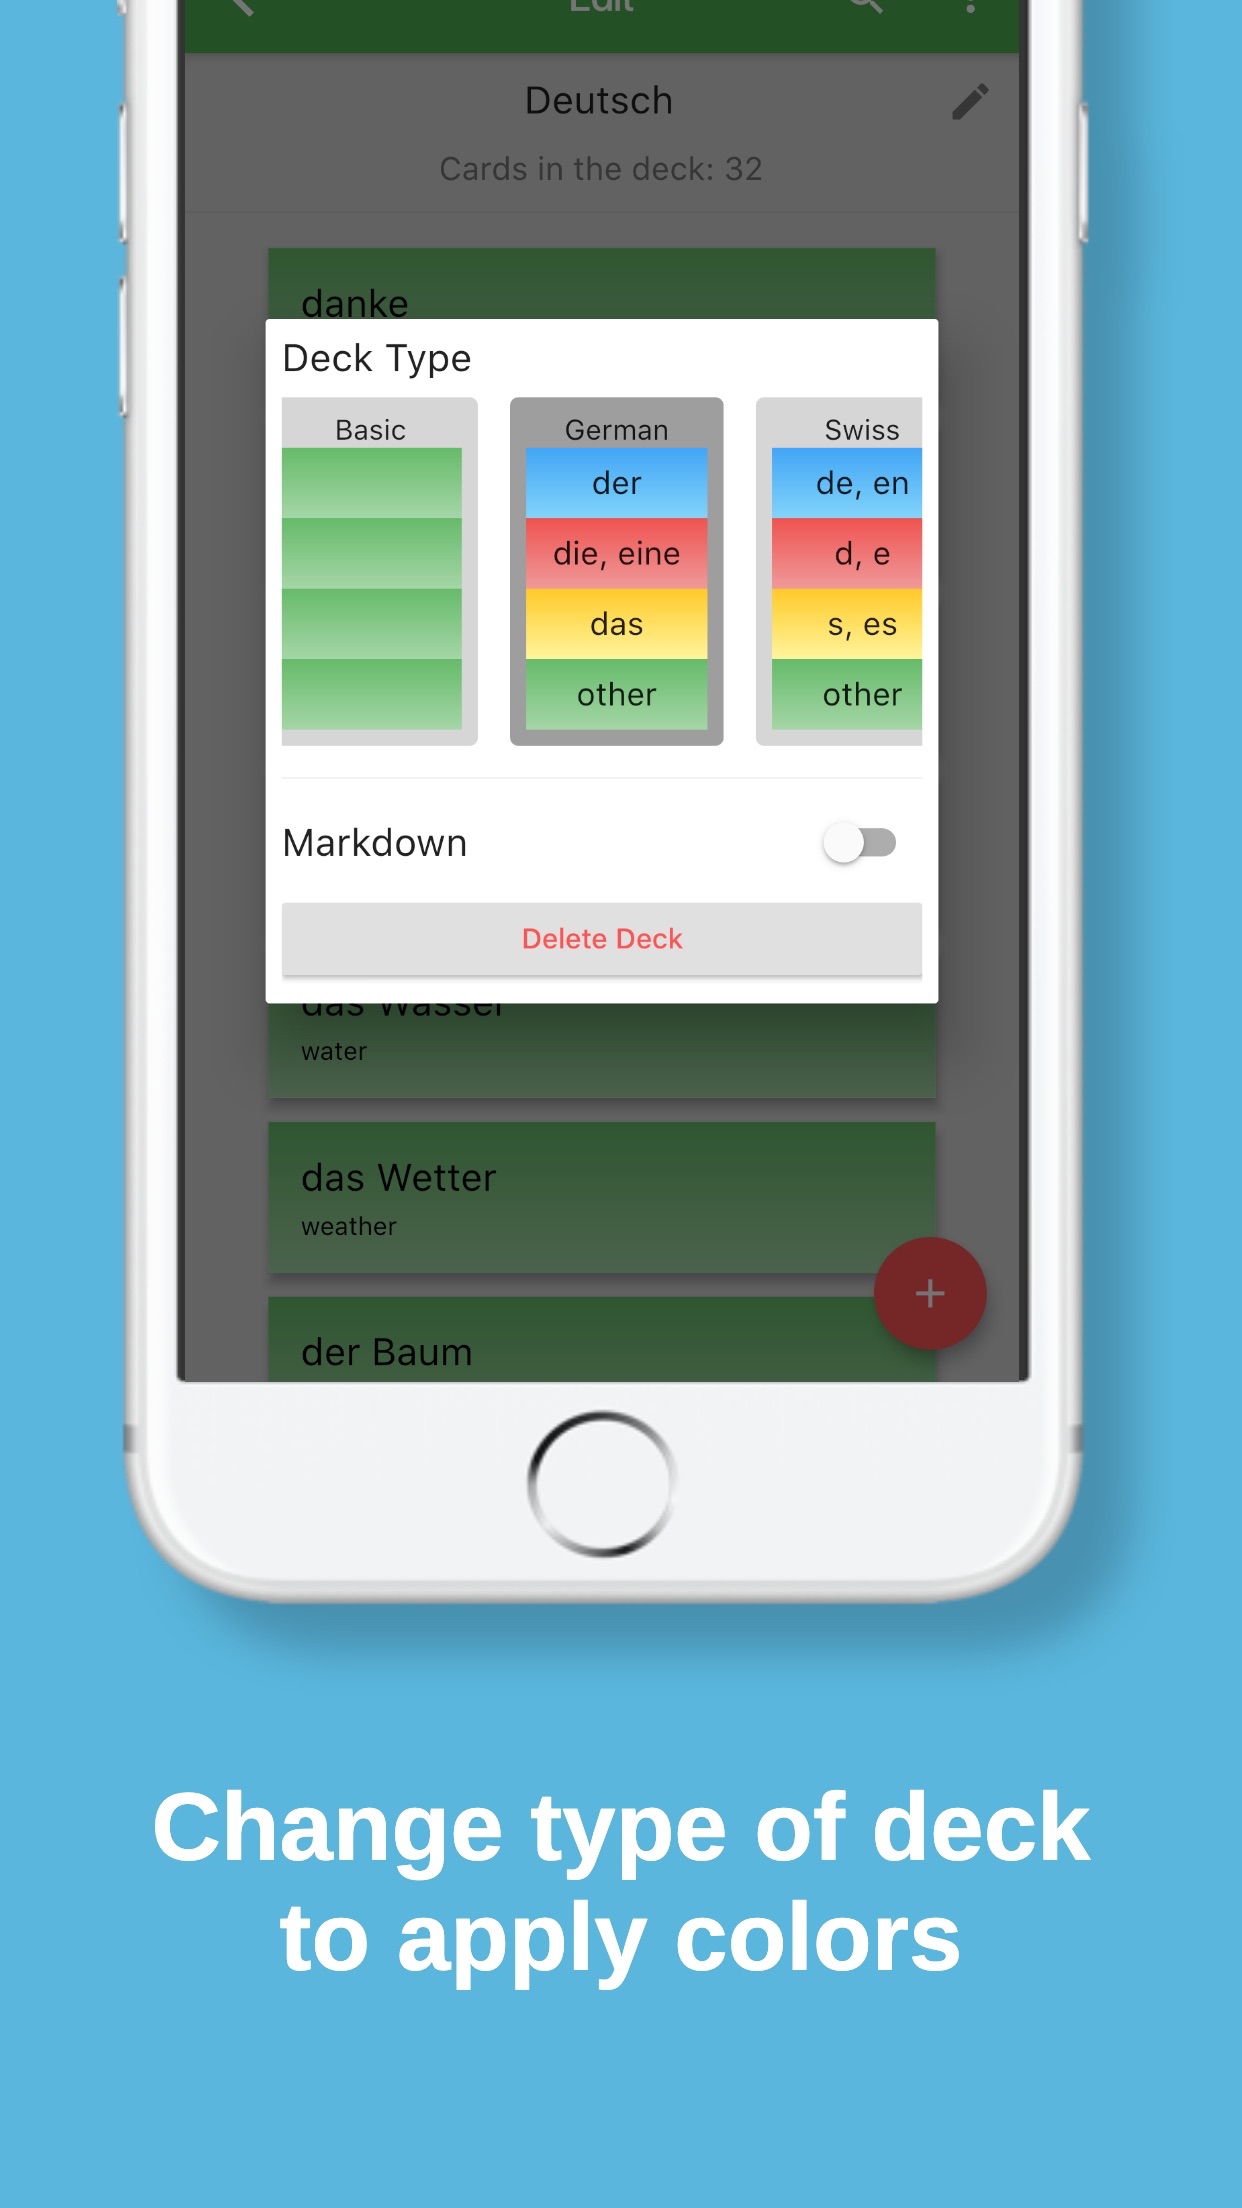 Edit
Deutsch
Cards in the deck: 32
danke
Deck Type
Basic
German
Swiss
der
de, en
die, eine
d, e
das
s, es
other
other
Markdown
Delete Deck
das Wasser
water
das Wetter
weather
der Baum
Change type of deck
to apply colors